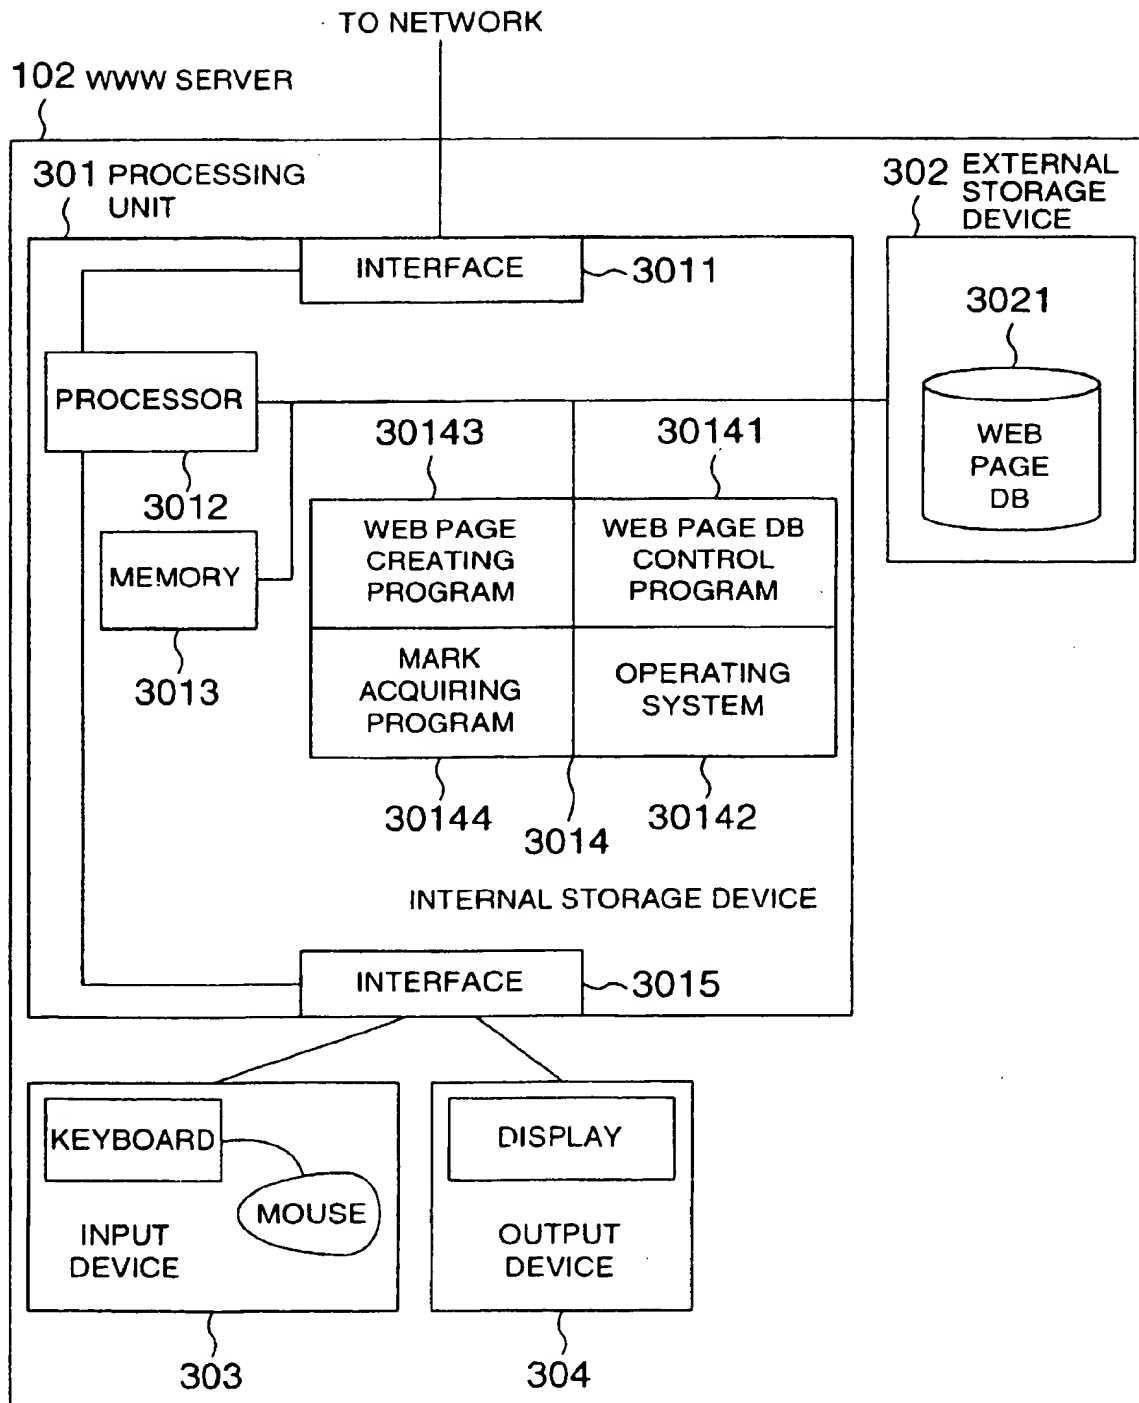 TO NETWORK
102 WWW SERVER
301 PROCESSING
UNIT
302 EXTERNAL
STORAGE
DEVICE
INTERFACE
3011
3021
PROCESSOR
3012
WEB
PAGE
DB
30143
30141
MEMORY
3013
WEB PAGE
CREATING
PROGRAM
WEB PAGE DB
CONTROL
PROGRAM
MARK
ACQUIRING
PROGRAM
OPERATING
SYSTEM
30144
3014
30142
INTERNAL STORAGE DEVICE
INTERFACE
3015
KEYBOARD
MOUSE
INPUT
DEVICE
303
DISPLAY
OUTPUT
DEVICE
304